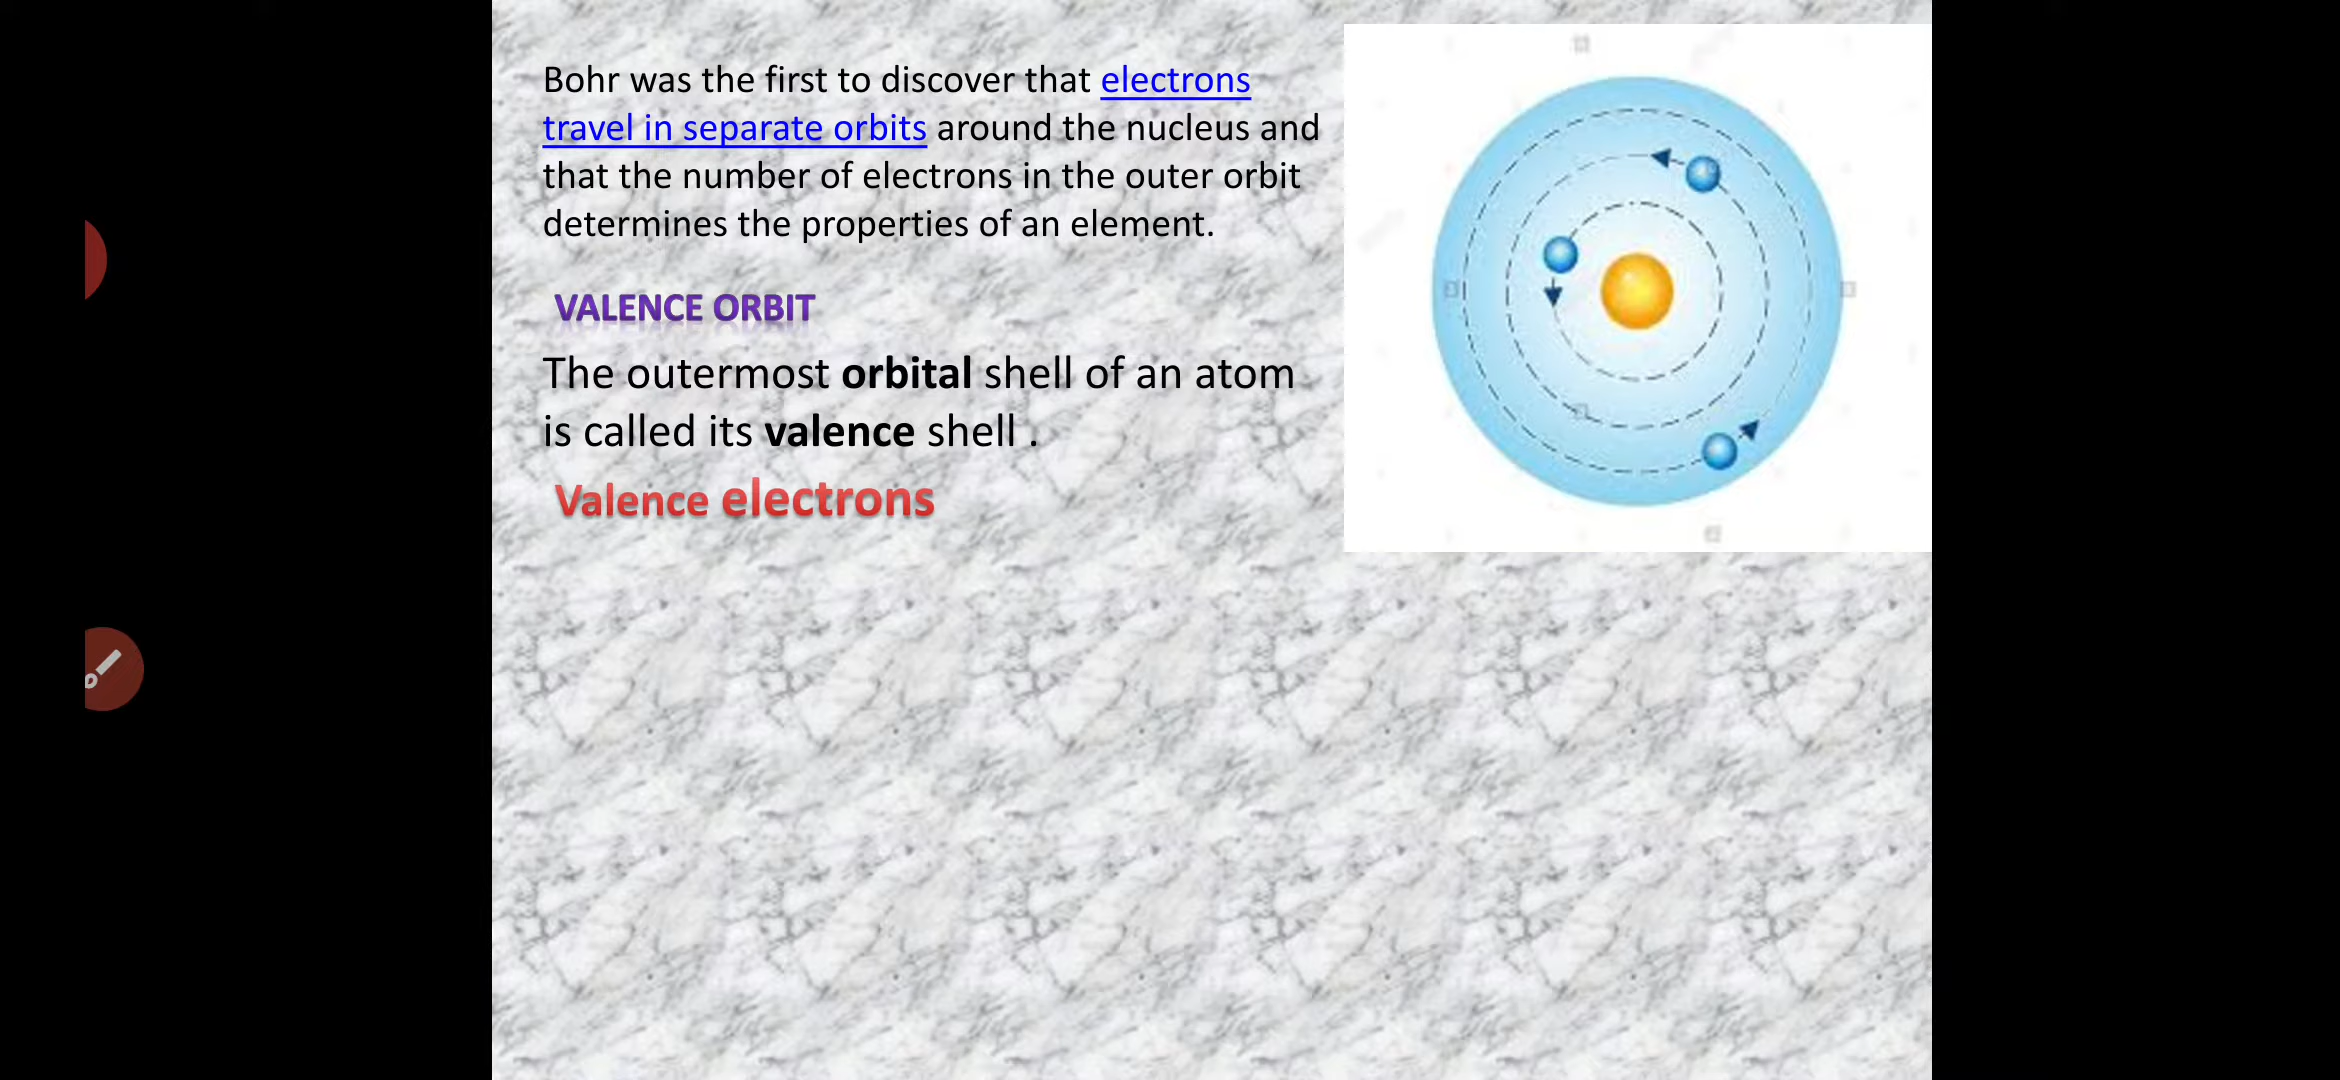 Bohr was the first to discover that electrons
travel in separate orbits around the nucleus and
that the number of electrons in the outer orbit
determines the properties of an element.
VALENCE ORBIT
The outermost orbital shell of an atom
is called its valence shell .
Valence electrons